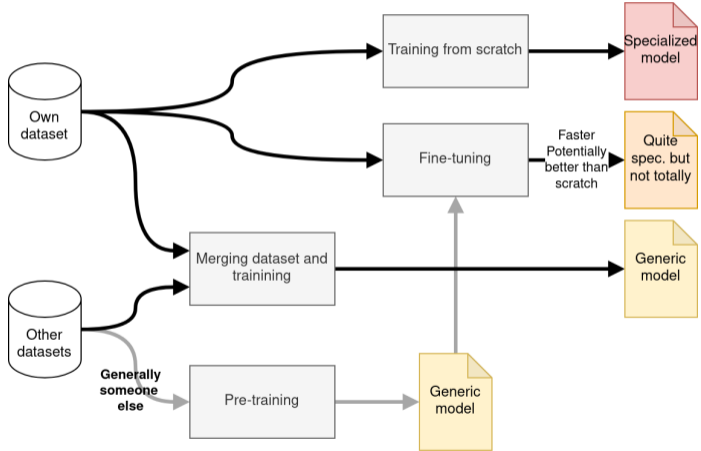 Own
dataset
Training from scratch
Specialized
model
Fine-tuning
Faster
Potentially
better than
scratch
Quite
spec. but
not totally
Merging dataset and
trainining
Generic
model
Other
datasets
Generally
someone
else
Pre-training
Generic
model